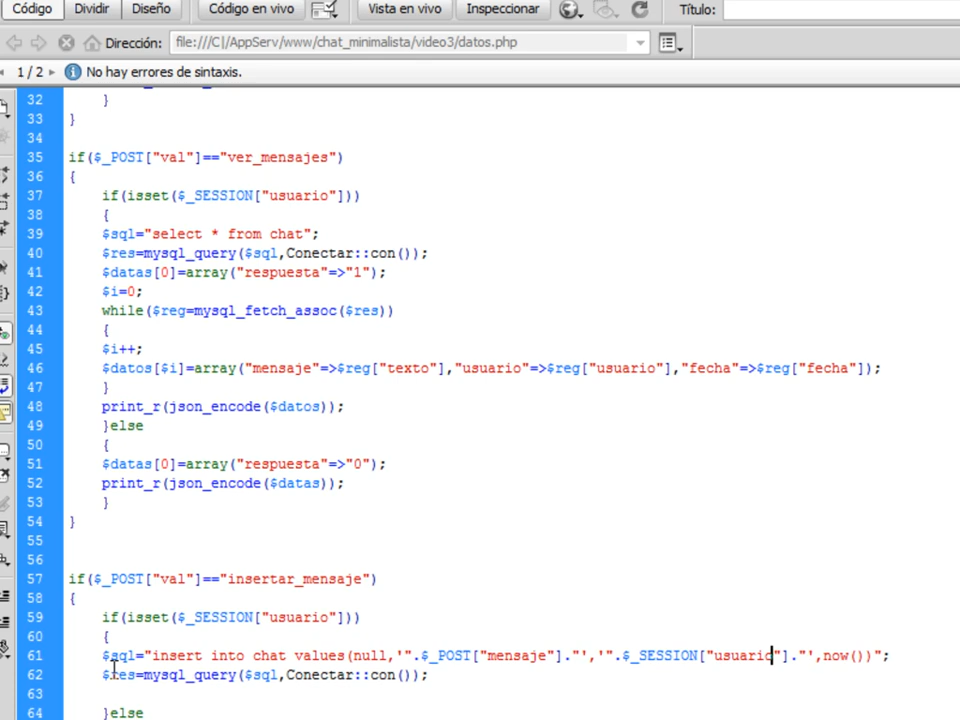 Código Dividir Diseño Código en vivo Vista en vivo Inspeccionar Título:
Dirección: file:///C|/AppServ/www/chat_minimalista/video3/datos.php
1 / 2 No hay errores de sintaxis.
32 }
33 }
34
35 if($_POST["val"]=="ver_mensajes")
36 {
37 if(isset($_SESSION["usuario"]))
38 {
39 $sql="select * from chat";
40 $res=mysql_query($sql,Conectar::con());
41 $datas[0]=array("respuesta"=>"1");
42 $i=0;
43 while($reg=mysql_fetch_assoc($res))
44 {
45 $i++;
46 $datos[$i]=array("mensaje"=>$reg["texto"],"usuario"=>$reg["usuario"],"fecha"=>$reg["fecha"]);
47 }
48 print_r(json_encode($datos));
49 }else
50 {
51 $datas[0]=array("respuesta"=>"0");
52 print_r(json_encode($datas));
53 }
54 }
55
56
57 if($_POST["val"]=="insertar_mensaje")
58 {
59 if(isset($_SESSION["usuario"]))
60 {
61 $sql="insert into chat values(null,'".$_POST["mensaje"]."','".$_SESSION["usuario"]."',now())";
62 $res=mysql_query($sql,Conectar::con());
63
64 }else